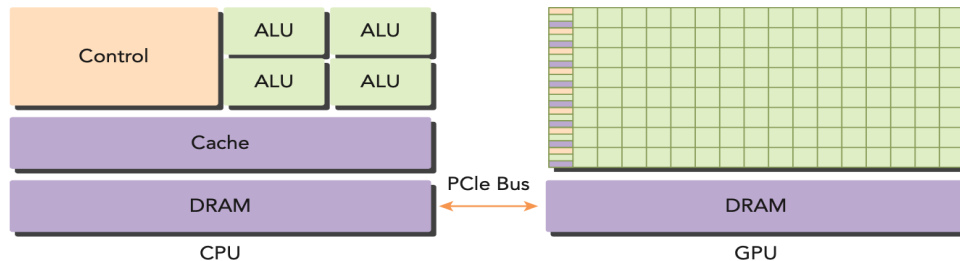 Control
ALU
ALU
ALU
ALU
Cache
DRAM
CPU
PCIe Bus
DRAM
GPU